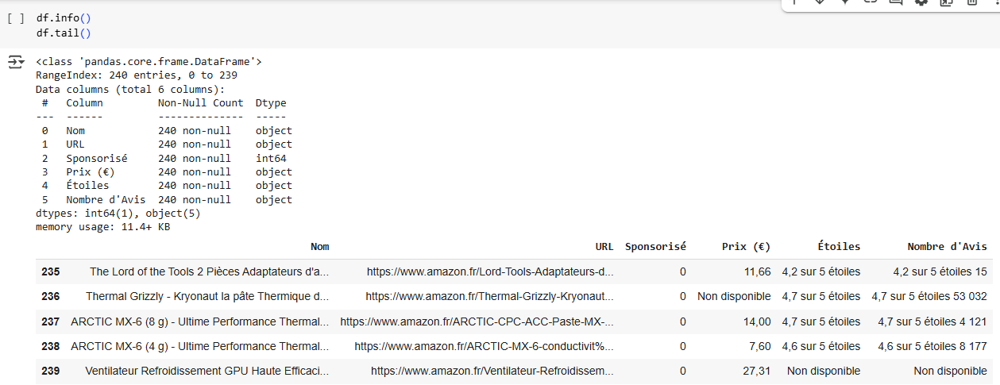 [ ] df.info()
df.tail()
<class 'pandas.core.frame.DataFrame'>
RangeIndex: 240 entries, 0 to 239
Data columns (total 6 columns):
 #   Column         Non-Null Count  Dtype
---  ------         --------------  -----
 0   Nom            240 non-null    object
 1   URL            240 non-null    object
 2   Sponsorisé     240 non-null    int64
 3   Prix (€)       240 non-null    object
 4   Étoiles        240 non-null    object
 5   Nombre d'Avis  240 non-null    object
dtypes: int64(1), object(5)
memory usage: 11.4+ KB
Nom URL Sponsorisé Prix (€) Étoiles Nombre d'Avis
235 The Lord of the Tools 2 Pièces Adaptateurs d'a... https://www.amazon.fr/Lord-Tools-Adaptateurs-d... 0 11,66 4,2 sur 5 étoiles 4,2 sur 5 étoiles 15
236 Thermal Grizzly - Kryonaut la pâte Thermique d... https://www.amazon.fr/Thermal-Grizzly-Kryonaut... 0 Non disponible 4,7 sur 5 étoiles 4,7 sur 5 étoiles 53 032
237 ARCTIC MX-6 (8 g) - Ultime Performance Thermal... https://www.amazon.fr/ARCTIC-CPC-ACC-Paste-MX-... 0 14,00 4,7 sur 5 étoiles 4,7 sur 5 étoiles 4 121
238 ARCTIC MX-6 (4 g) - Ultime Performance Thermal... https://www.amazon.fr/ARCTIC-MX-6-conductivit%... 0 7,60 4,6 sur 5 étoiles 4,6 sur 5 étoiles 8 177
239 Ventilateur Refroidissement GPU Haute Efficaci... https://www.amazon.fr/Ventilateur-Refroidissem... 0 27,31 Non disponible Non disponible